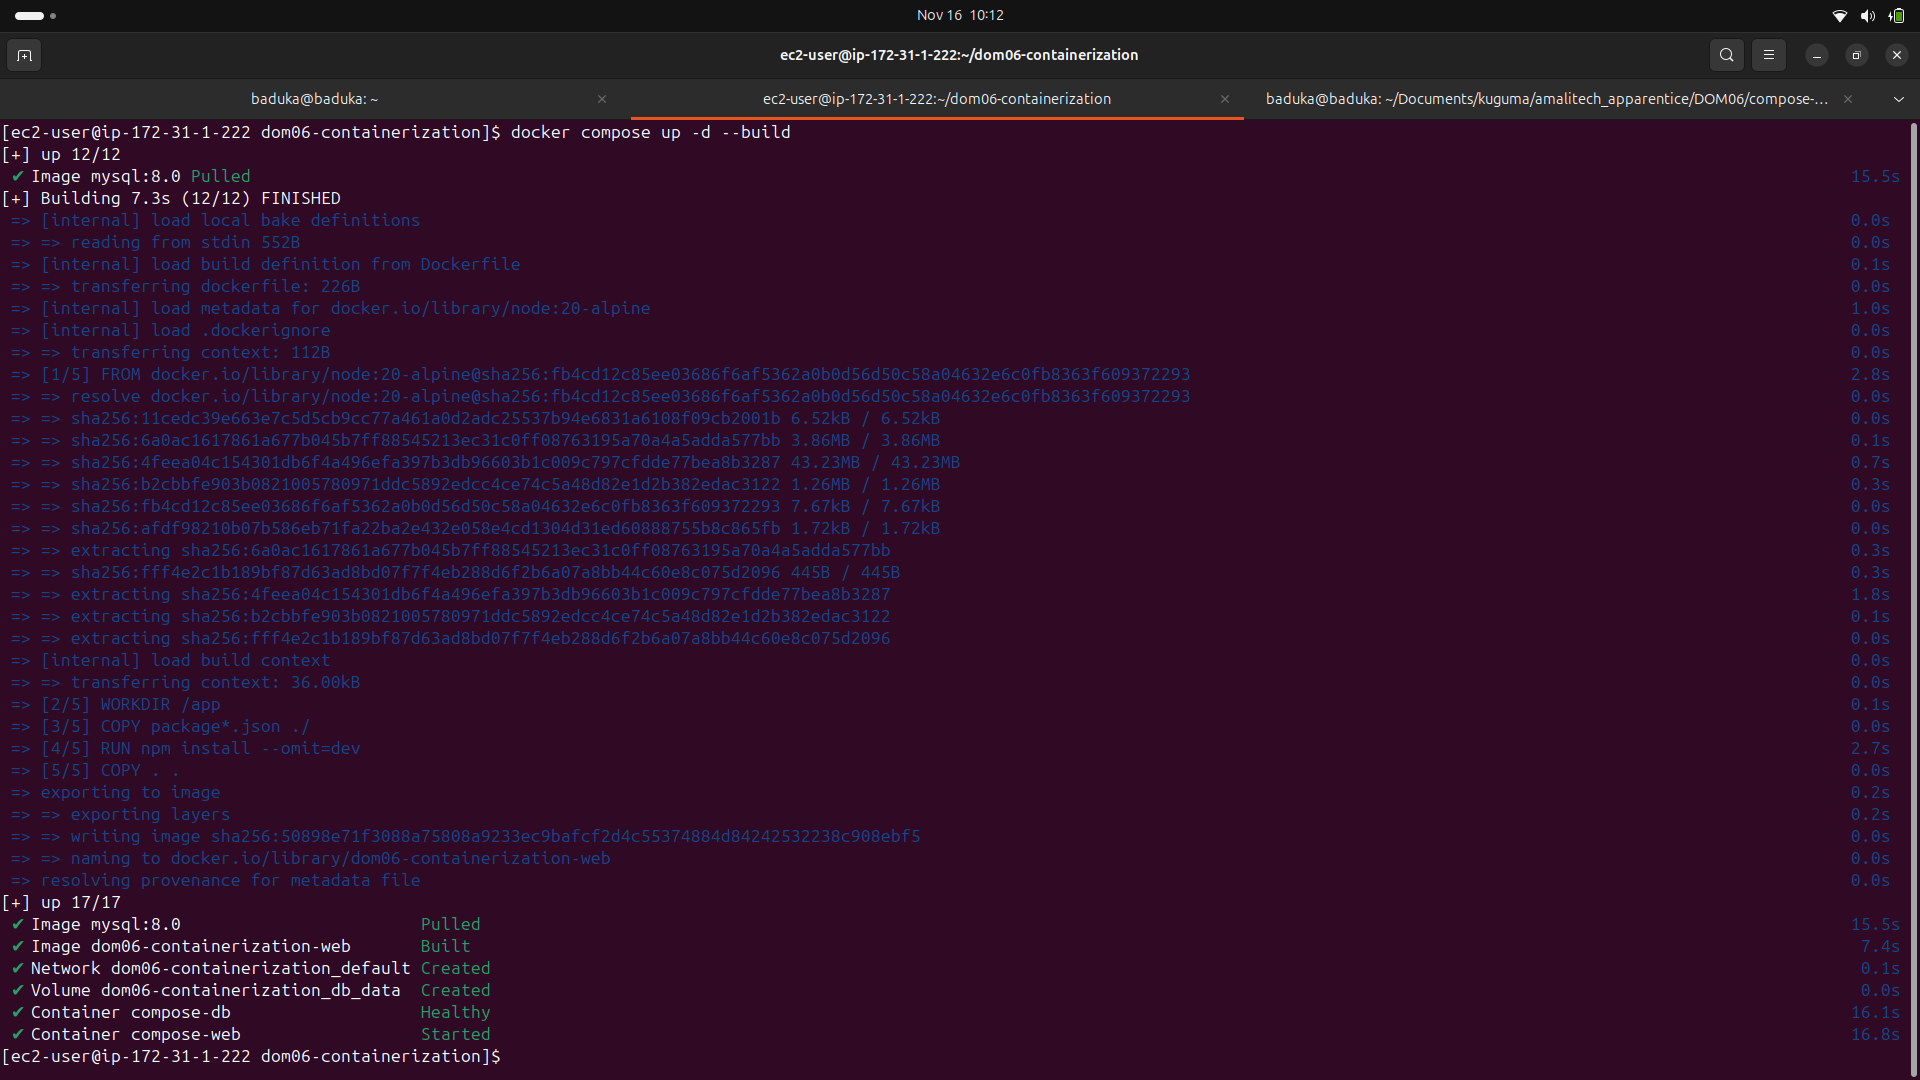 Nov 16 10:12
ec2-user@ip-172-31-1-222:~/dom06-containerization
baduka@baduka: ~
ec2-user@ip-172-31-1-222:~/dom06-containerization
baduka@baduka: ~/Documents/kuguma/amalitech_apparentice/DOM06/compose-...
[ec2-user@ip-172-31-1-222 dom06-containerization]$ docker compose up -d --build
[+] up 12/12
✔ Image mysql:8.0 Pulled 15.5s
[+] Building 7.3s (12/12) FINISHED
=> [internal] load local bake definitions 0.0s
=> => reading from stdin 552B 0.0s
=> [internal] load build definition from Dockerfile 0.1s
=> => transferring dockerfile: 226B 0.0s
=> [internal] load metadata for docker.io/library/node:20-alpine 1.0s
=> [internal] load .dockerignore 0.0s
=> => transferring context: 112B 0.0s
=> [1/5] FROM docker.io/library/node:20-alpine@sha256:fb4cd12c85ee03686f6af5362a0b0d56d50c58a04632e6c0fb8363f609372293 2.8s
=> => resolve docker.io/library/node:20-alpine@sha256:fb4cd12c85ee03686f6af5362a0b0d56d50c58a04632e6c0fb8363f609372293 0.0s
=> => sha256:11cedc39e663e7c5d5cb9cc77a461a0d2adc25537b94e6831a6108f09cb2001b 6.52kB / 6.52kB 0.0s
=> => sha256:6a0ac1617861a677b045b7ff88545213ec31c0ff08763195a70a4a5adda577bb 3.86MB / 3.86MB 0.1s
=> => sha256:4feea04c154301db6f4a496efa397b3db96603b1c009c797cfdde77bea8b3287 43.23MB / 43.23MB 0.7s
=> => sha256:b2cbbfe903b0821005780971ddc5892edcc4ce74c5a48d82e1d2b382edac3122 1.26MB / 1.26MB 0.3s
=> => sha256:fb4cd12c85ee03686f6af5362a0b0d56d50c58a04632e6c0fb8363f609372293 7.67kB / 7.67kB 0.0s
=> => sha256:afdf98210b07b586eb71fa22ba2e432e058e4cd1304d31ed60888755b8c865fb 1.72kB / 1.72kB 0.0s
=> => extracting sha256:6a0ac1617861a677b045b7ff88545213ec31c0ff08763195a70a4a5adda577bb 0.3s
=> => sha256:fff4e2c1b189bf87d63ad8bd07f7f4eb288d6f2b6a07a8bb44c60e8c075d2096 445B / 445B 0.3s
=> => extracting sha256:4feea04c154301db6f4a496efa397b3db96603b1c009c797cfdde77bea8b3287 1.8s
=> => extracting sha256:b2cbbfe903b0821005780971ddc5892edcc4ce74c5a48d82e1d2b382edac3122 0.1s
=> => extracting sha256:fff4e2c1b189bf87d63ad8bd07f7f4eb288d6f2b6a07a8bb44c60e8c075d2096 0.0s
=> [internal] load build context 0.0s
=> => transferring context: 36.00kB 0.0s
=> [2/5] WORKDIR /app 0.1s
=> [3/5] COPY package*.json ./ 0.0s
=> [4/5] RUN npm install --omit=dev 2.7s
=> [5/5] COPY . . 0.0s
=> exporting to image 0.2s
=> => exporting layers 0.2s
=> => writing image sha256:50898e71f3088a75808a9233ec9bafcf2d4c55374884d84242532238c908ebf5 0.0s
=> => naming to docker.io/library/dom06-containerization-web 0.0s
=> resolving provenance for metadata file 0.0s
[+] up 17/17
✔ Image mysql:8.0 Pulled 15.5s
✔ Image dom06-containerization-web Built 7.4s
✔ Network dom06-containerization_default Created 0.1s
✔ Volume dom06-containerization_db_data Created 0.0s
✔ Container compose-db Healthy 16.1s
✔ Container compose-web Started 16.8s
[ec2-user@ip-172-31-1-222 dom06-containerization]$